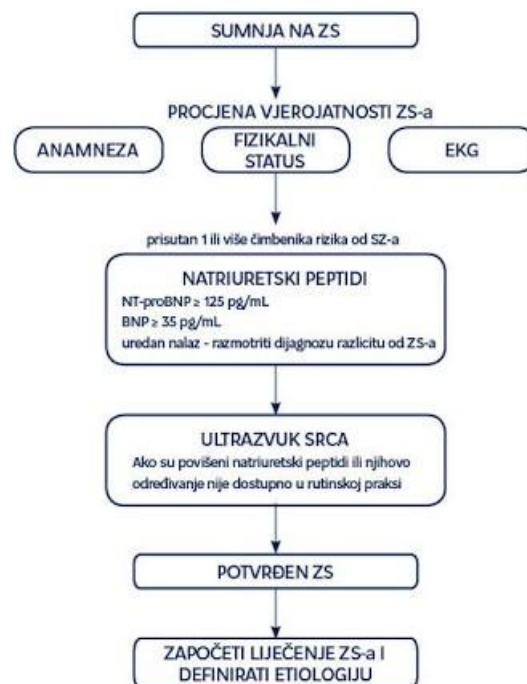 SUMNJA NA ZS
PROCJENA VJEROJATNOSTI ZS-a
ANAMNEZA
FIZIKALNI
STATUS
EKG
prisutan 1 ili više čimbenika rizika od SZ-a
NATRIURETSKI PEPTIDI
NT-proBNP ≥ 125 pg/mL
BNP ≥ 35 pg/mL
uredan nalaz - razmotriti dijagnozu razlicitu od ZS-a
ULTRAZVUK SRCA
Ako su povišeni natriuretski peptidi ili njihovo
određivanje nije dostupno u rutinskoj praksi
POTVRĐEN ZS
ZAPOČETI LIJEČENJE ZS-a I
DEFINIRATI ETIOLOGIJU